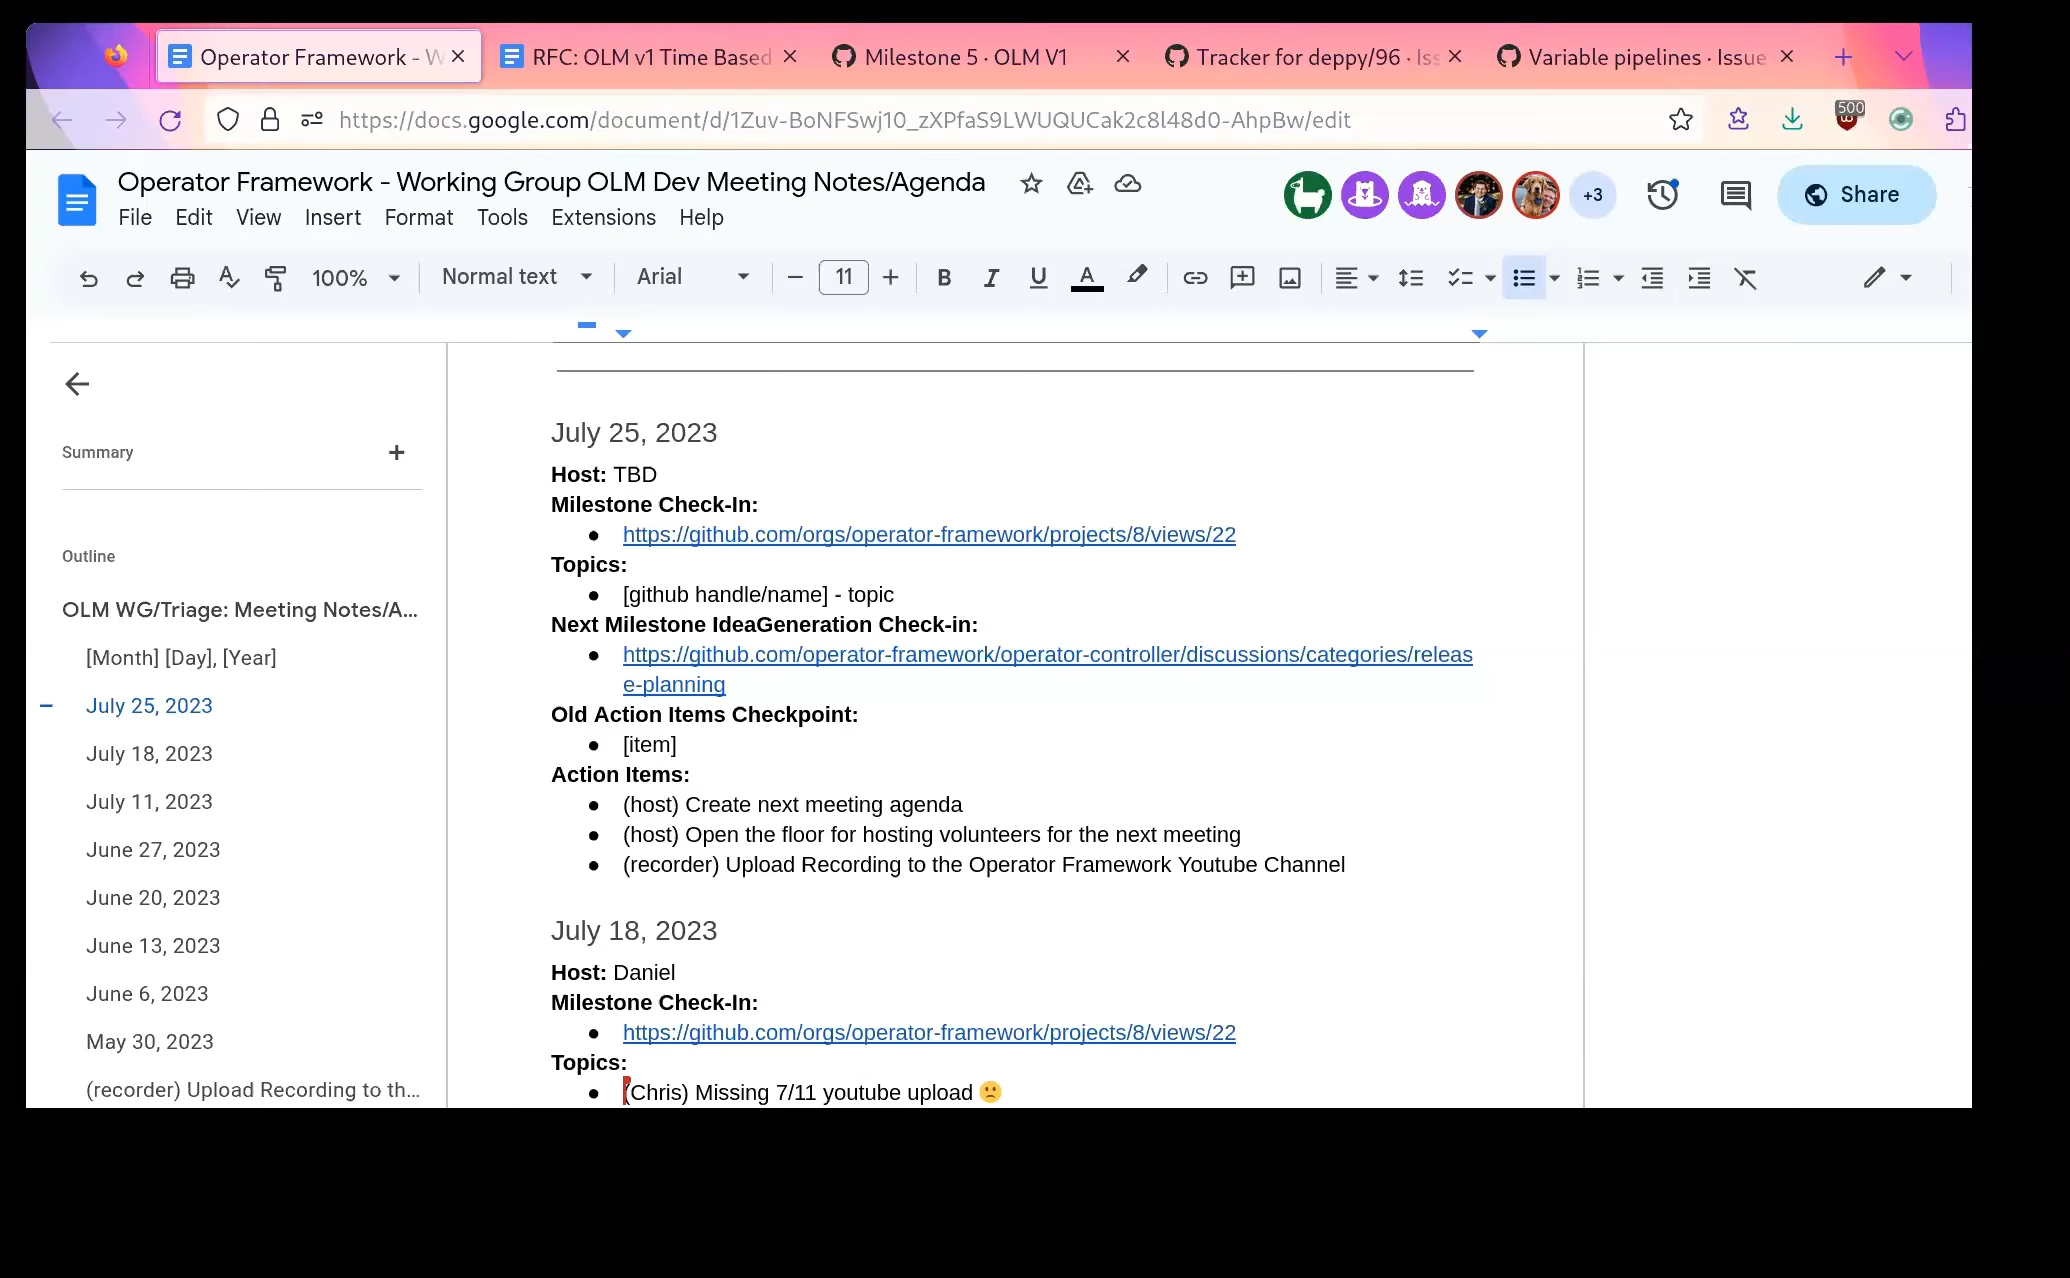 Operator Framework - W
RFC: OLM v1 Time Based
Milestone 5 · OLM V1
Tracker for deppy/96 · Iss
Variable pipelines · Issue
https://docs.google.com/document/d/1Zuv-BoNFSwj10_zXPfaS9LWUQUCak2c8l48d0-AhpBw/edit
500
Operator Framework - Working Group OLM Dev Meeting Notes/Agenda
+3
Share
File Edit View Insert Format Tools Extensions Help
100% Normal text Arial 11 B I U A
Summary
Outline
OLM WG/Triage: Meeting Notes/A...
[Month] [Day], [Year]
July 25, 2023
July 18, 2023
July 11, 2023
June 27, 2023
June 20, 2023
June 13, 2023
June 6, 2023
May 30, 2023
(recorder) Upload Recording to th...
July 25, 2023
Host: TBD
Milestone Check-In:
● https://github.com/orgs/operator-framework/projects/8/views/22
Topics:
● [github handle/name] - topic
Next Milestone IdeaGeneration Check-in:
● https://github.com/operator-framework/operator-controller/discussions/categories/releas
e-planning
Old Action Items Checkpoint:
● [item]
Action Items:
● (host) Create next meeting agenda
● (host) Open the floor for hosting volunteers for the next meeting
● (recorder) Upload Recording to the Operator Framework Youtube Channel
July 18, 2023
Host: Daniel
Milestone Check-In:
● https://github.com/orgs/operator-framework/projects/8/views/22
Topics:
● (Chris) Missing 7/11 youtube upload 🙁